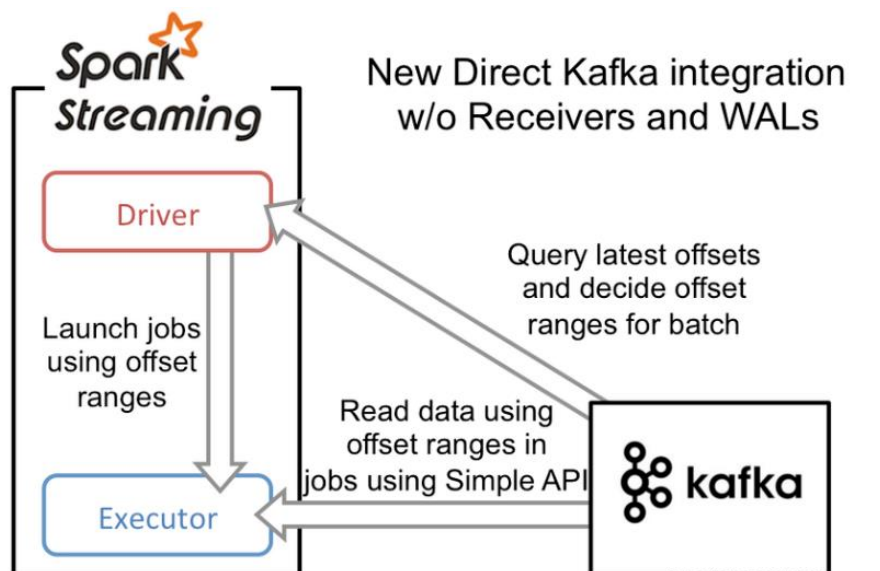 Spark
Streaming
New Direct Kafka integration
w/o Receivers and WALs
Driver
Query latest offsets
and decide offset
ranges for batch
Launch jobs
using offset
ranges
Read data using
offset ranges in
jobs using Simple API
kafka
Executor